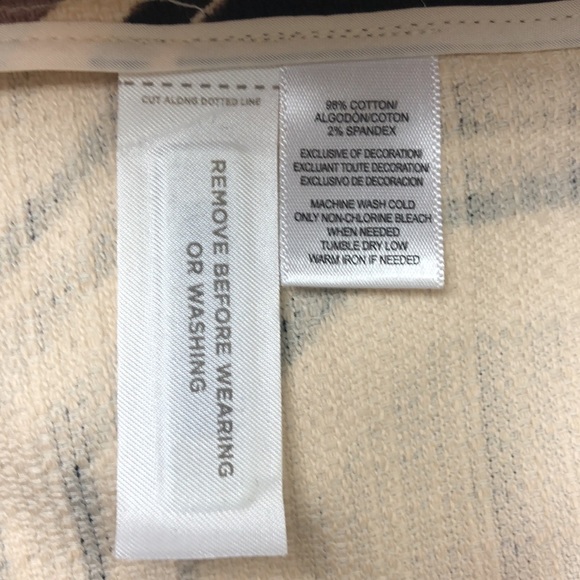 CUT ALONG DOTTED LINE
REMOVE BEFORE WEARING
OR WASHING
98% COTTON/
ALGODÓN/COTON
2% SPANDEX
EXCLUSIVE OF DECORATION/
EXCLUANT TOUTE DECORATION/
EXCLUSIVO DE DECORACION
MACHINE WASH COLD
ONLY NON-CHLORINE BLEACH
WHEN NEEDED
TUMBLE DRY LOW
WARM IRON IF NEEDED